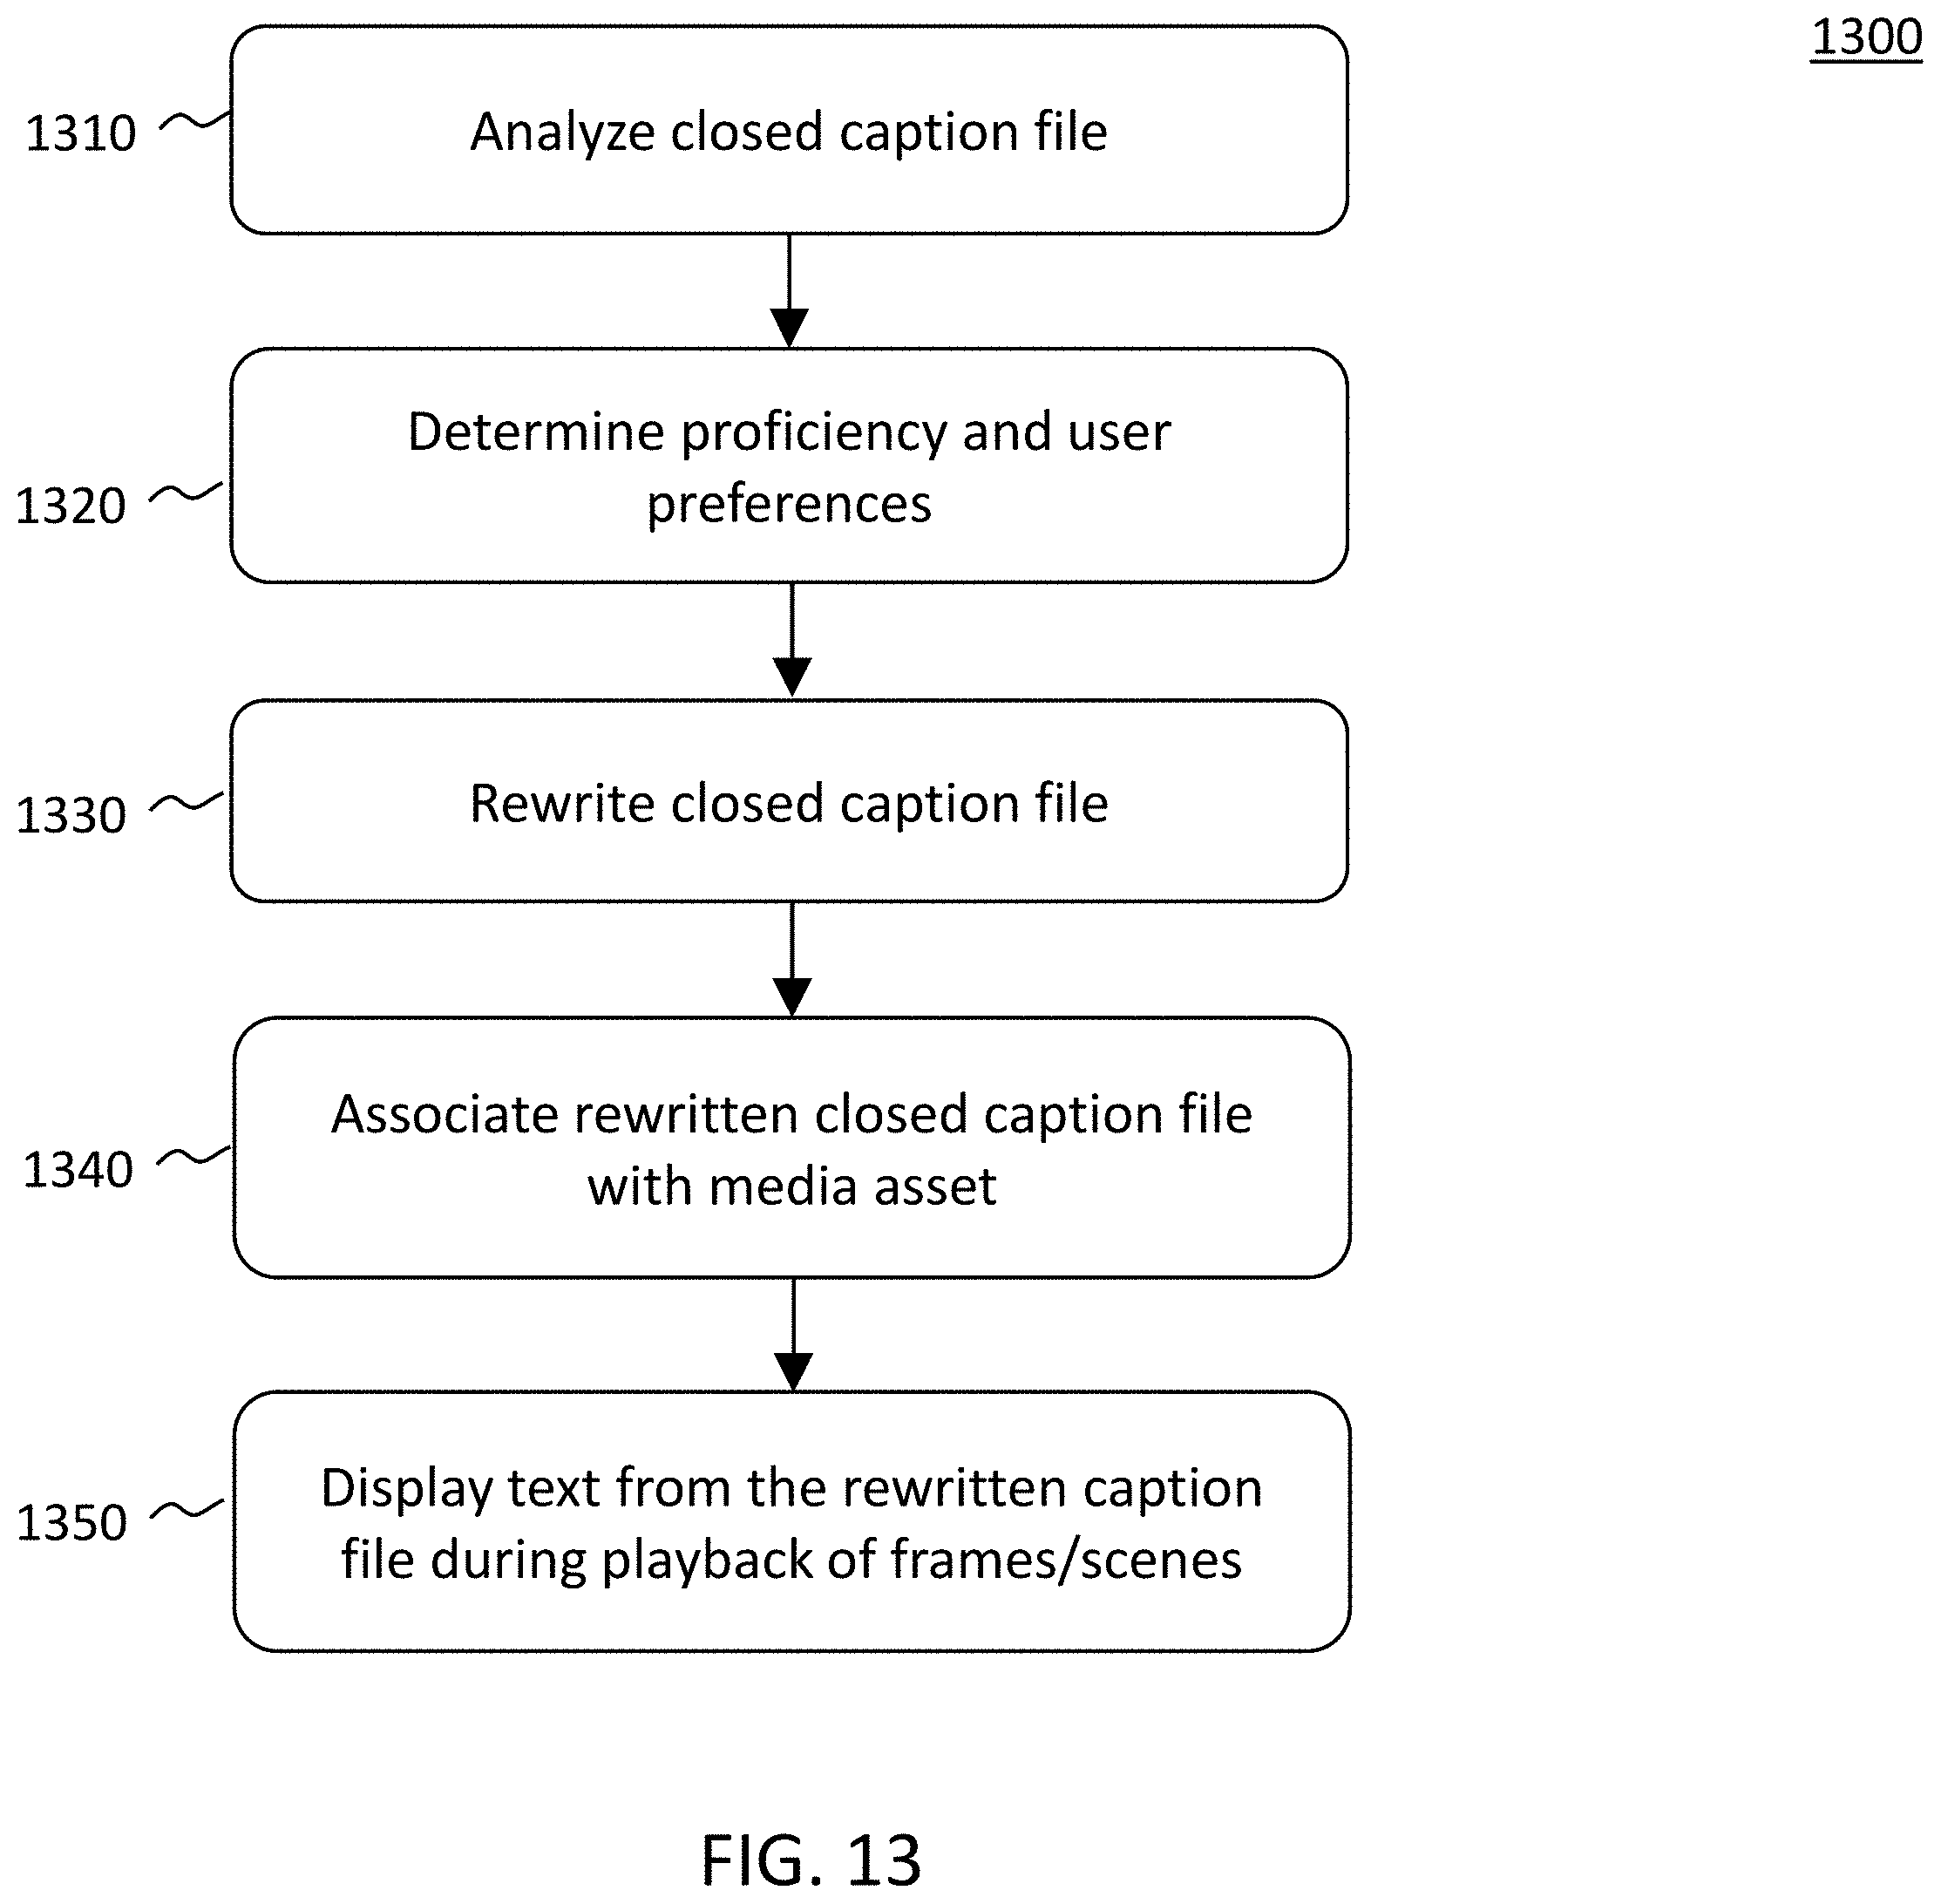 1300
1310
Analyze closed caption file
1320
Determine proficiency and user
preferences
1330
Rewrite closed caption file
1340
Associate rewritten closed caption file
with media asset
1350
Display text from the rewritten caption
file during playback of frames/scenes
FIG. 13